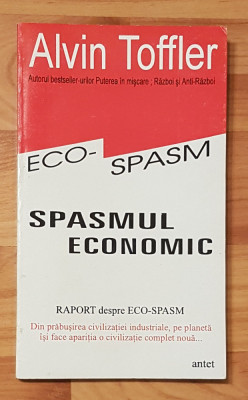 Alvin Toffler
Autorul bestseller-urilor Puterea în mişcare ; Război şi Anti-Război
ECO-SPASM
SPASMUL
ECONOMIC
RAPORT despre ECO-SPASM
Din prăbuşirea civilizaţiei industriale, pe planetă
îşi face apariţia o civilizaţie complet nouă...
antet